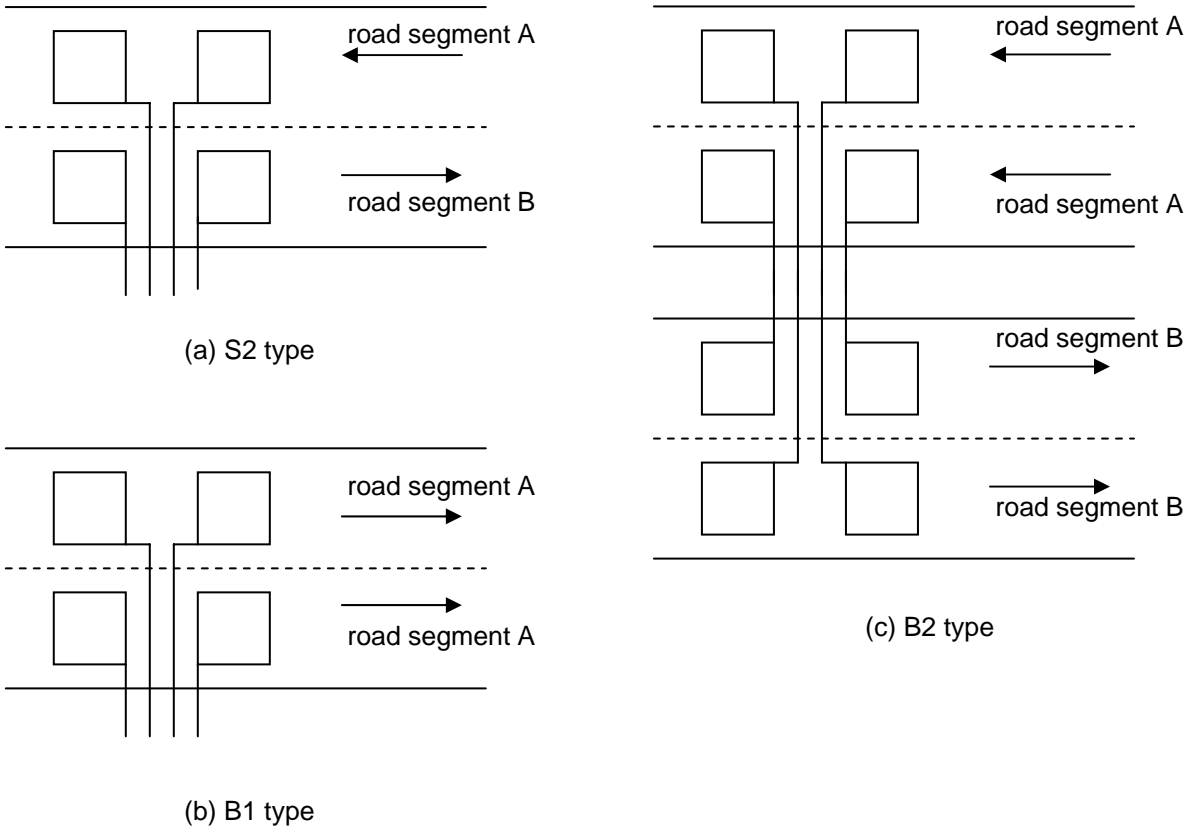 road segment A
road segment B
(a) S2 type
road segment A
road segment A
(b) B1 type
road segment A
road segment A
road segment B
road segment B
(c) B2 type